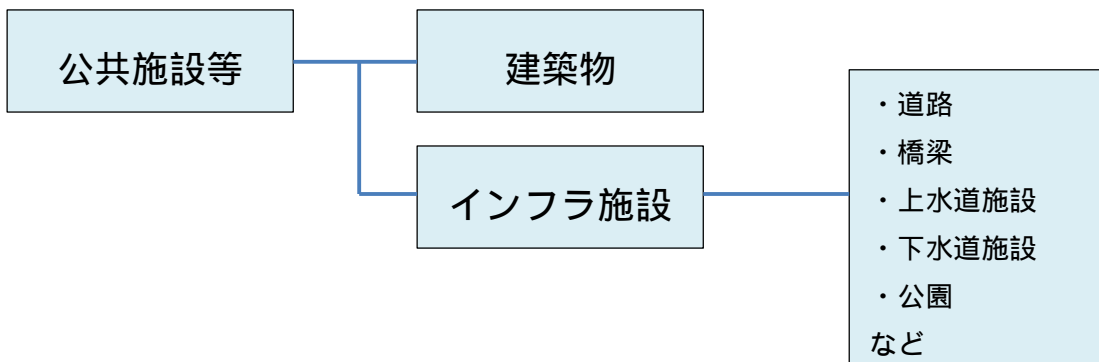 公共施設等
建築物
インフラ施設
・道路
・橋梁
・上水道施設
・下水道施設
・公園
など